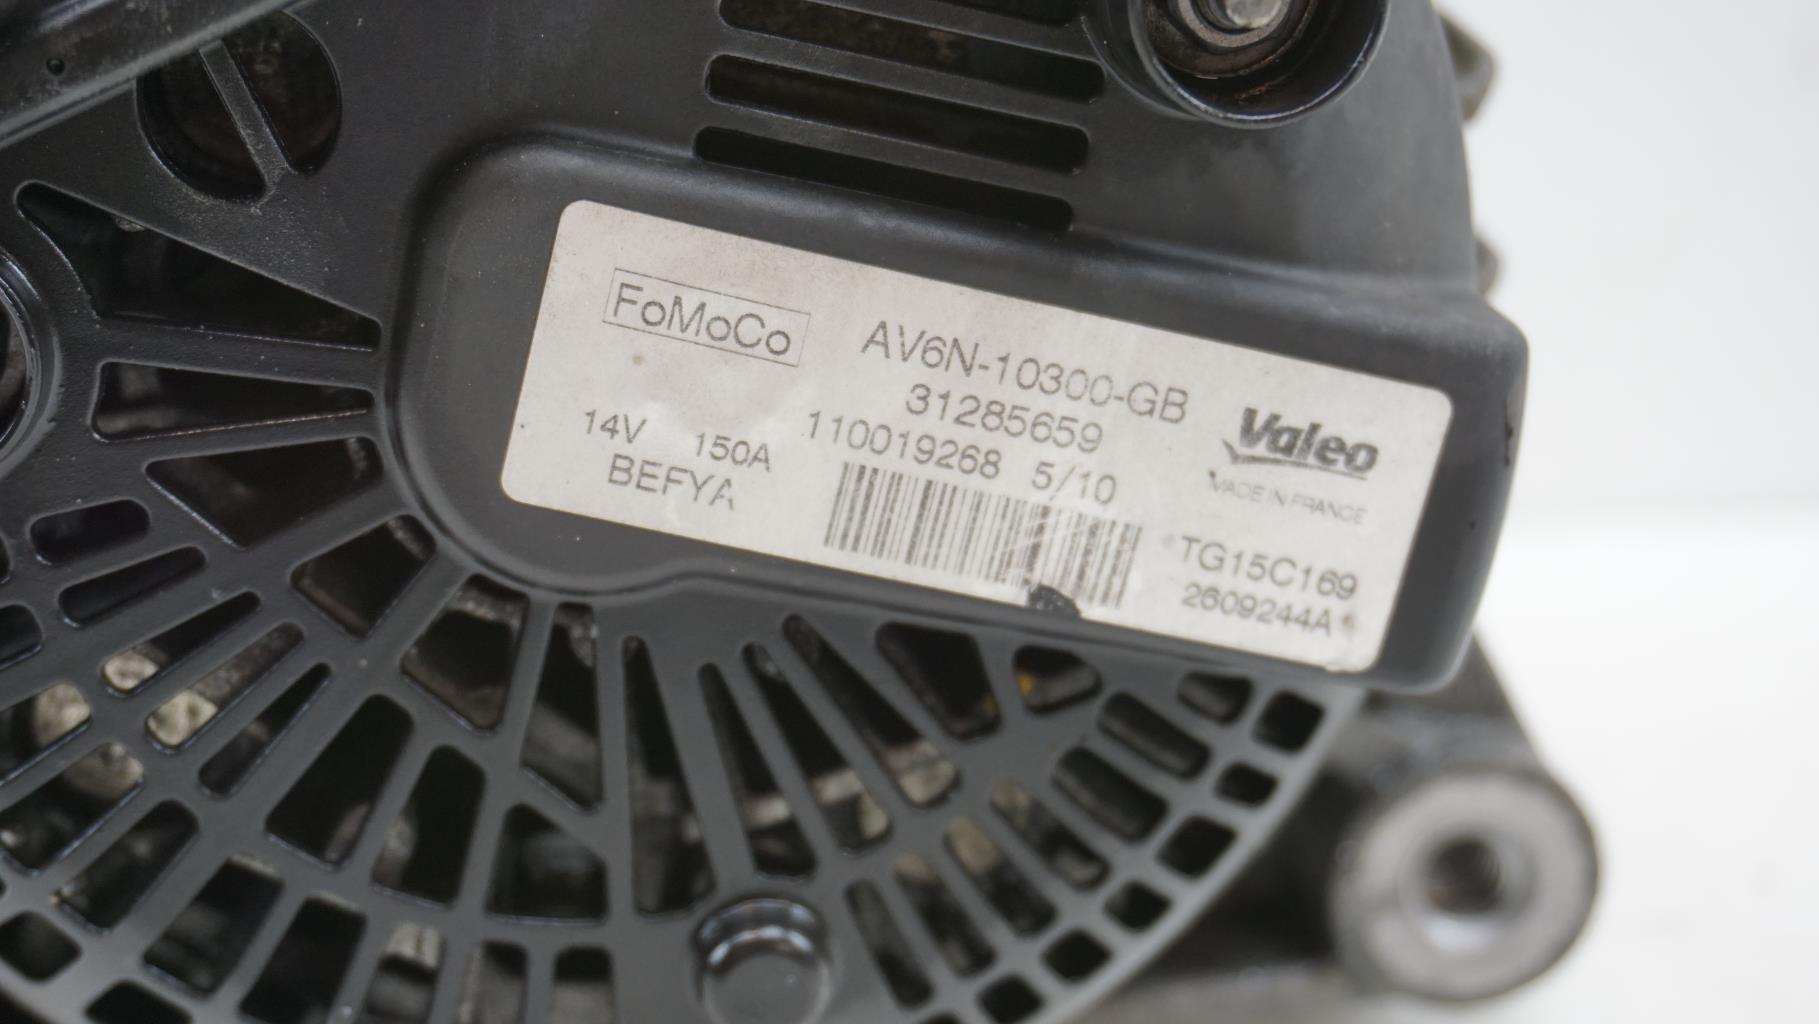 FoMoCo
AV6N-10300-GB
31285659
14V 150A 110019268 5/10
BEFYA
Valeo
MADE IN FRANCE
TG15C169
2609244A